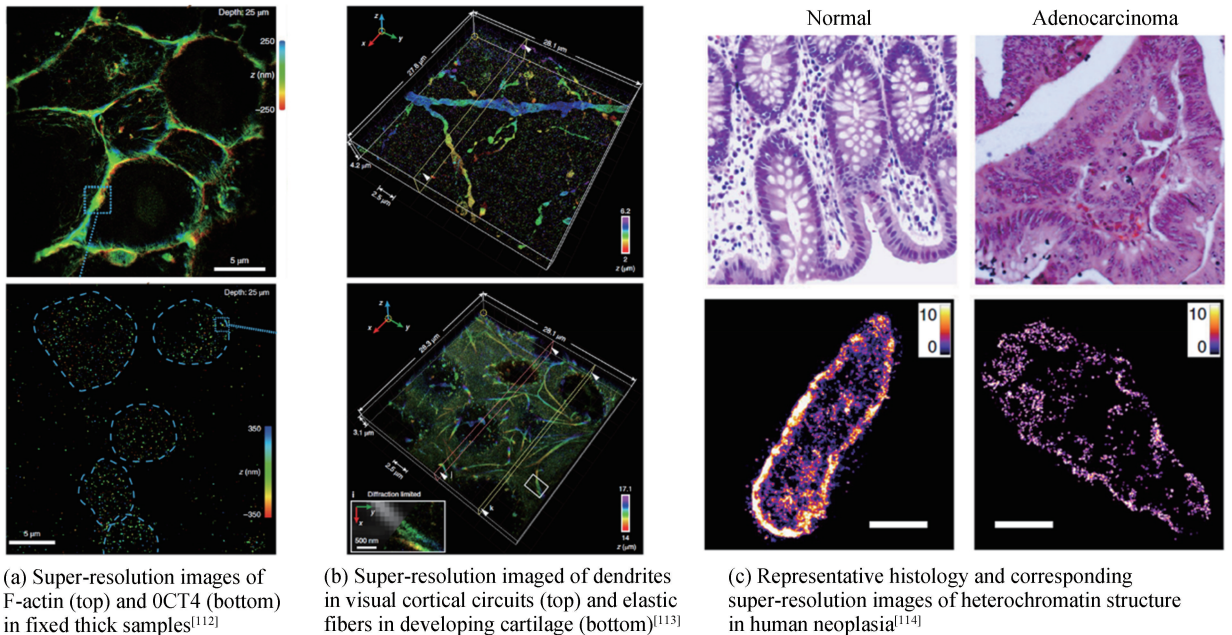 Depth: 25 μm
250
z (nm)
−250
5 μm
Depth: 25 μm
350
z (nm)
−350
5 μm
(a) Super-resolution images of
F-actin (top) and 0CT4 (bottom)
in fixed thick samples[112]
z
x
y
28.1 μm
27.8 μm
4.2 μm
2.5 μm
6.2
2
z (μm)
z
x
y
28.1 μm
28.3 μm
3.1 μm
2.5 μm
i
k
i
Diffraction limited
y
x
500 nm
17.1
14
z (μm)
(b) Super-resolution imaged of dendrites
in visual cortical circuits (top) and elastic
fibers in developing cartilage (bottom)[113]
Normal
Adenocarcinoma
10
0
10
0
(c) Representative histology and corresponding
super-resolution images of heterochromatin structure
in human neoplasia[114]